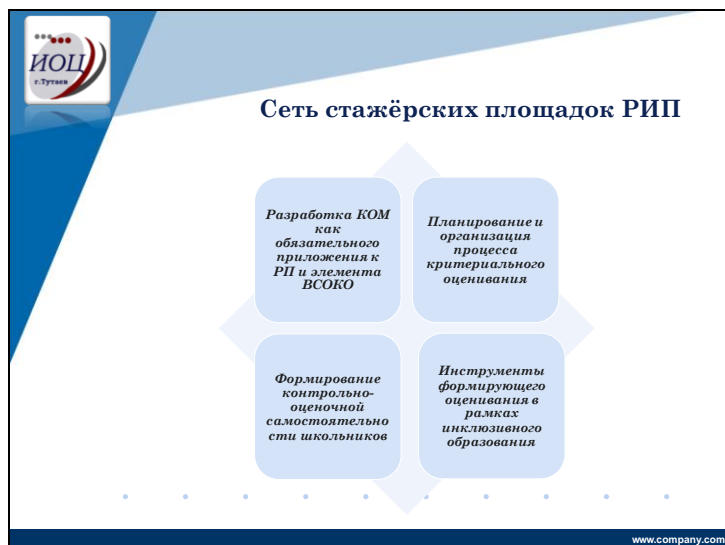 ИОЦ
г.Тутаев
Сеть стажёрских площадок РИП
Разработка КОМ
как
обязательного
приложения к
РП и элемента
ВСОКО
Планирование и
организация
процесса
критериального
оценивания
Формирование
контрольно-
оценочной
самостоятельно
сти школьников
Инструменты
формирующего
оценивания в
рамках
инклюзивного
образования
www.company.com